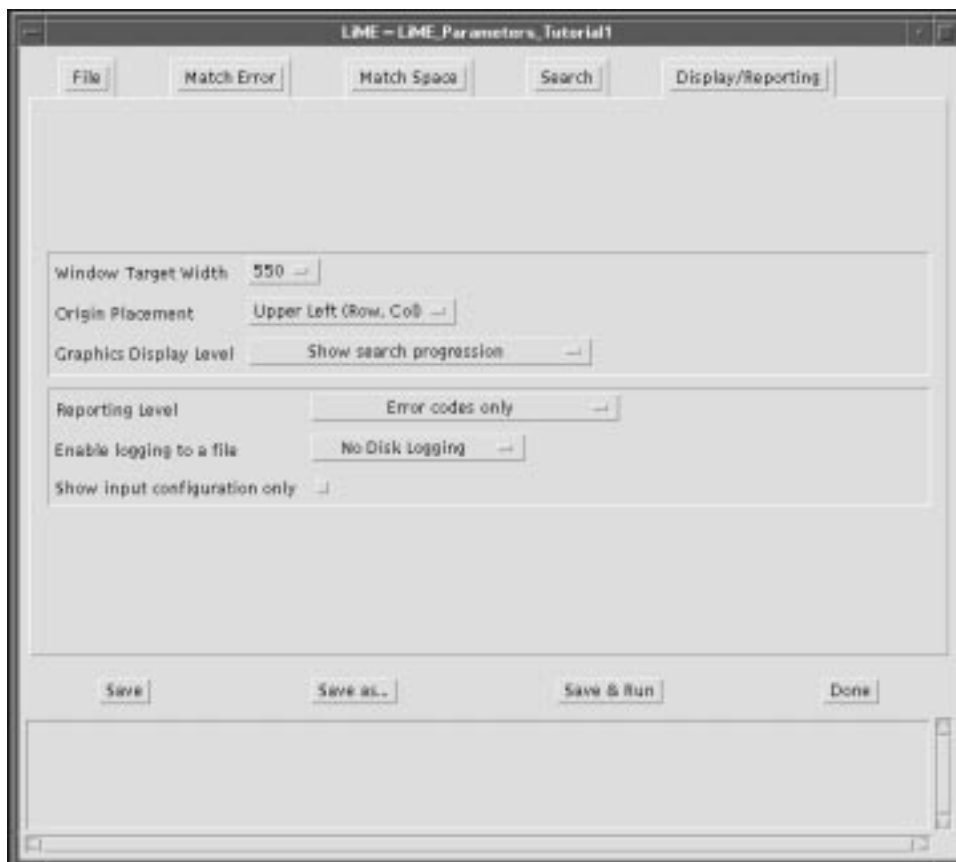 LiME – LiME_Parameters_Tutorial1
File Match Error Match Space Search Display/Reporting
Window Target Width 550
Origin Placement Upper Left (Row, Col)
Graphics Display Level Show search progression
Reporting Level Error codes only
Enable logging to a file No Disk Logging
Show input configuration only
Save Save as... Save & Run Done